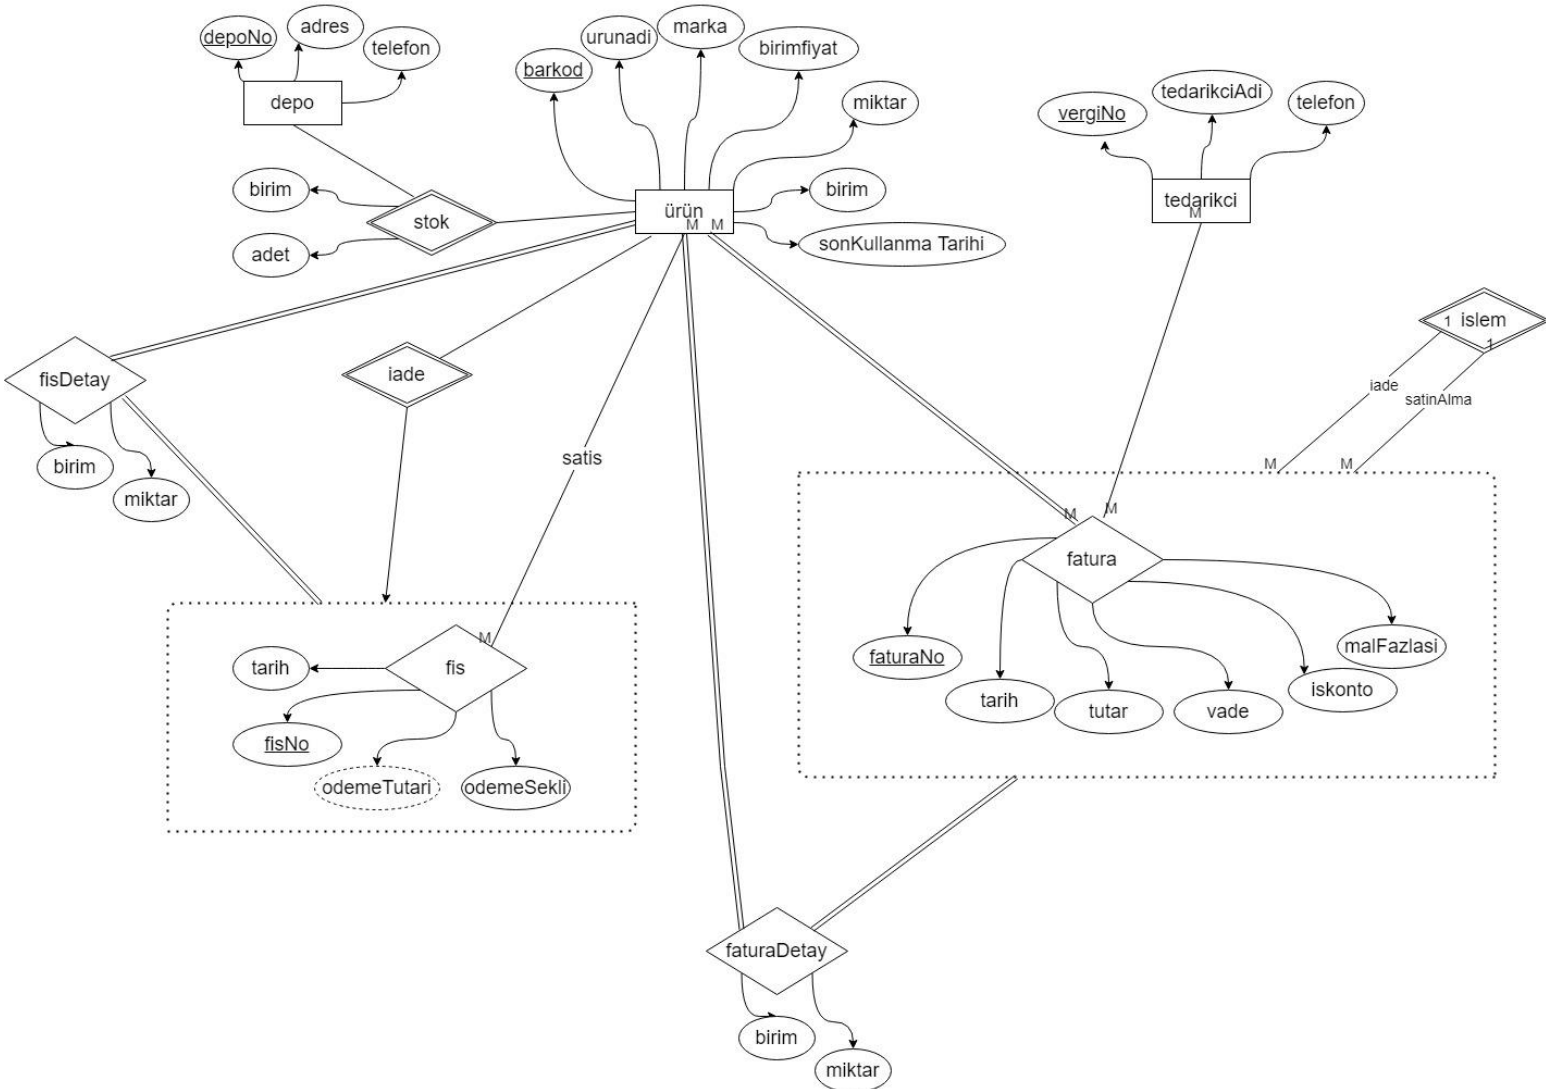 depoNo
adres
telefon
depo
barkod
urunadi
marka
birimfiyat
miktar
birim
sonKullanma Tarihi
ürün
M
M
vergiNo
tedarikciAdi
telefon
tedarikci
M
birim
adet
stok
fisDetay
birim
miktar
iade
satis
1
islem
1
iade
satinAlma
M
M
M
M
fatura
faturaNo
tarih
tutar
vade
iskonto
malFazlasi
M
fis
tarih
fisNo
odemeTutari
odemeSekli
faturaDetay
birim
miktar